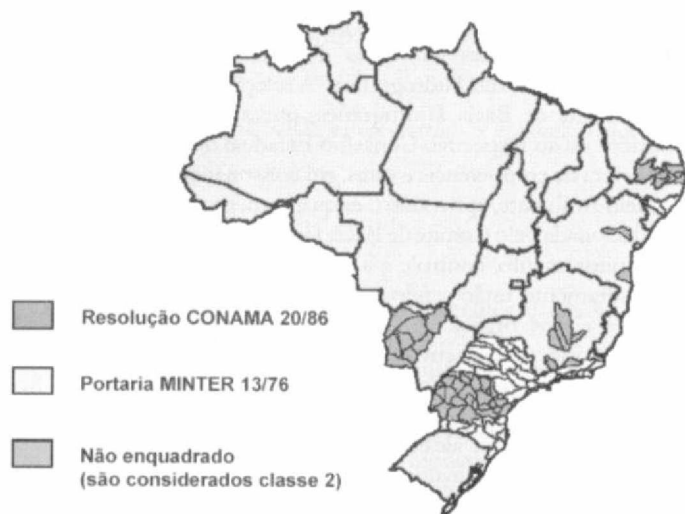 Resolução CONAMA 20/86
Portaria MINTER 13/76
Não enquadrado
(são considerados classe 2)